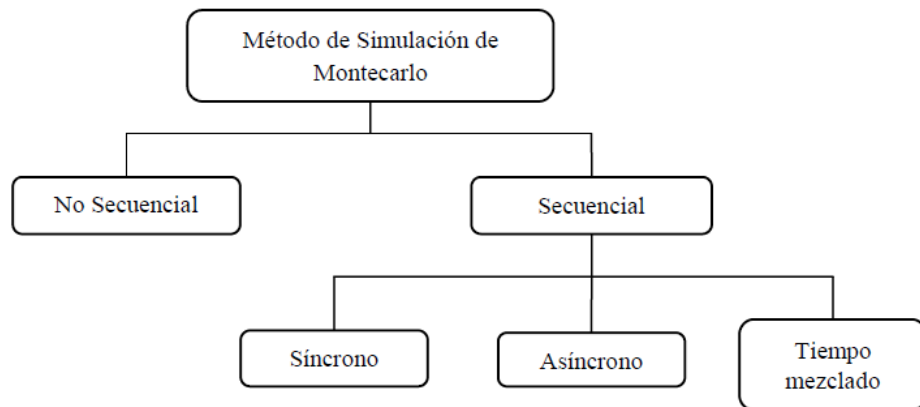 Método de Simulación de
Montecarlo
No Secuencial
Secuencial
Síncrono
Asíncrono
Tiempo
mezclado